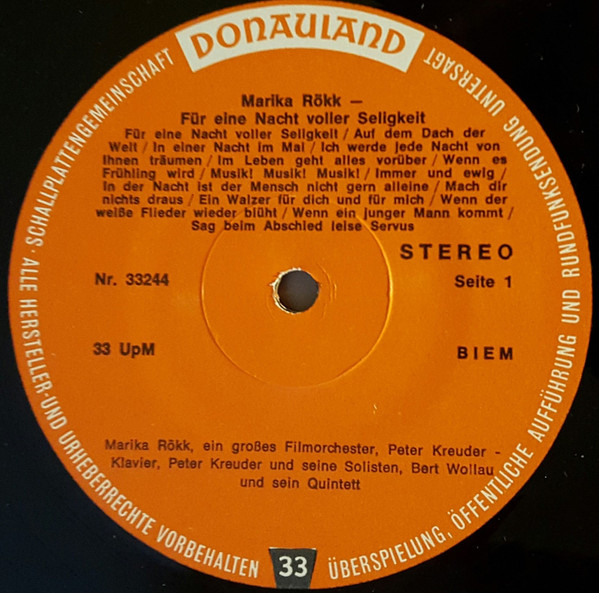 DONAULAND
SCHALLPLATTENGEMEINSCHAFT · ALLE HERSTELLER-UND URHEBERRECHTE VORBEHALTEN
ÜBERSPIELUNG, ÖFFENTLICHE AUFFÜHRUNG UND RUNDFUNKSENDUNG UNTERSAGT
Marika Rökk —
Für eine Nacht voller Seligkeit
Für eine Nacht voller Seligkeit / Auf dem Dach der
Welt / In einer Nacht im Mai / Ich werde jede Nacht von
Ihnen träumen / Im Leben geht alles vorüber / Wenn es
Frühling wird / Musik! Musik! Musik! / Immer und ewig /
In der Nacht ist der Mensch nicht gern alleine / Mach dir
nichts draus / Ein Walzer für dich und für mich / Wenn der
weiße Flieder wieder blüht / Wenn ein junger Mann kommt /
Sag beim Abschied leise Servus
STEREO
Nr. 33244 Seite 1
33 UpM BIEM
Marika Rökk, ein großes Filmorchester, Peter Kreuder -
Klavier, Peter Kreuder und seine Solisten, Bert Wollau
und sein Quintett
33